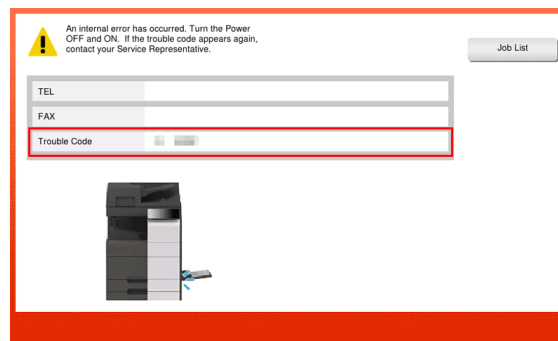 An internal error has occurred. Turn the Power
OFF and ON. If the trouble code appears again,
contact your Service Representative.
Job List
TEL
FAX
Trouble Code